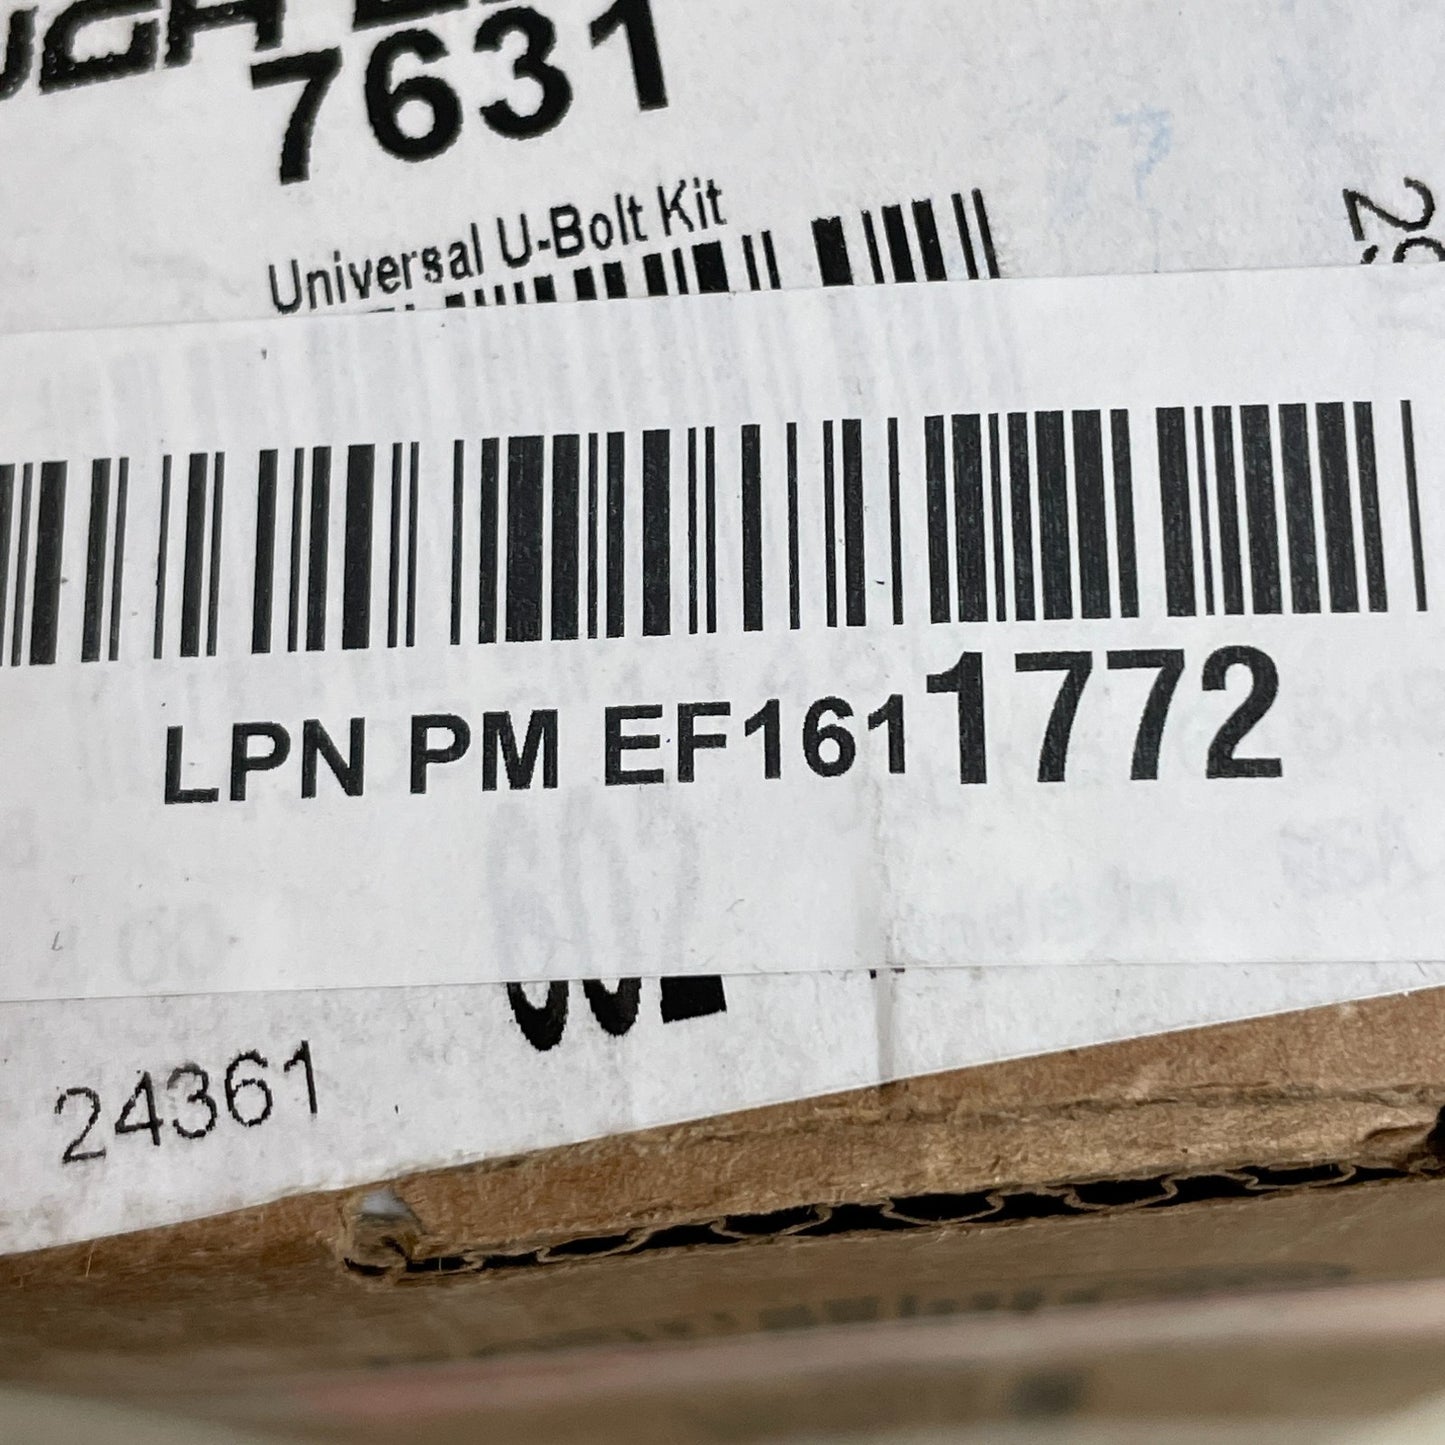 7631
Universal U-Bolt Kit
LPN PM EF1611772
24361